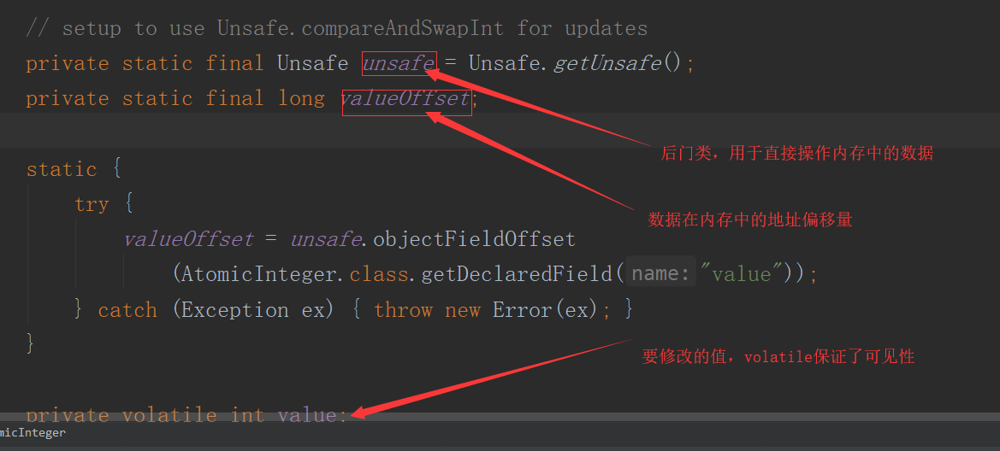 // setup to use Unsafe.compareAndSwapInt for updates
private static final Unsafe unsafe = Unsafe.getUnsafe();
private static final long valueOffset;
后门类，用于直接操作内存中的数据
static {
try {
数据在内存中的地址偏移量
valueOffset = unsafe.objectFieldOffset
(AtomicInteger.class.getDeclaredField( name: "value"));
} catch (Exception ex) { throw new Error(ex); }
}
要修改的值，volatile保证了可见性
private volatile int value;
micInteger